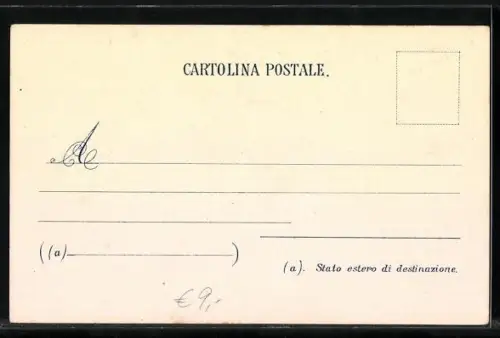 CARTOLINA POSTALE.
A
((a) )
(a). Stato estero di destinazione.
€ 9,-